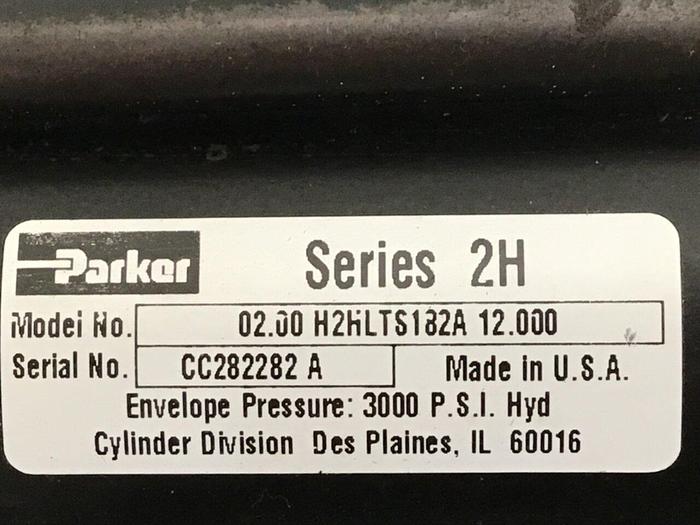 Parker Series 2H
Model No. 02.00 H2HLTS182A 12.000
Serial No. CC282282 A Made in U.S.A.
Envelope Pressure: 3000 P.S.I. Hyd
Cylinder Division Des Plaines, IL 60016